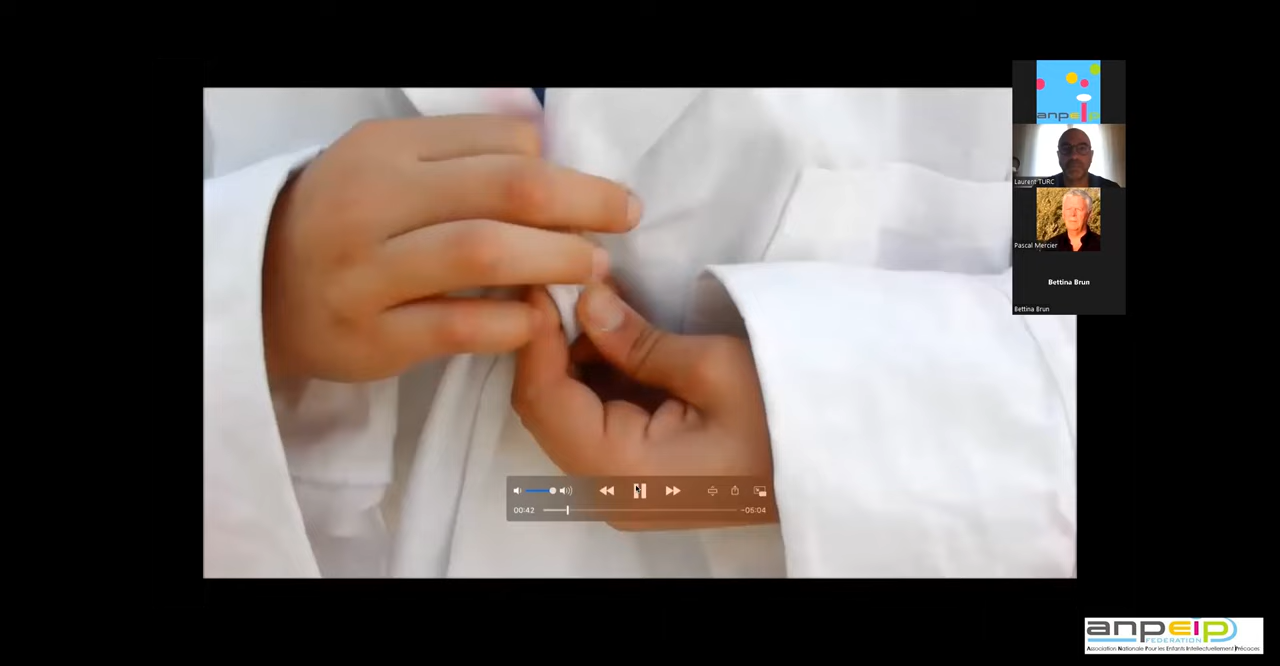 anpeip
Laurent TURC
Pascal Mercier
Bettina Brun
Bettina Brun
00:42
-05:04
anpeip
FEDERATION
Association Nationale Pour les Enfants Intellectuellement Précoces